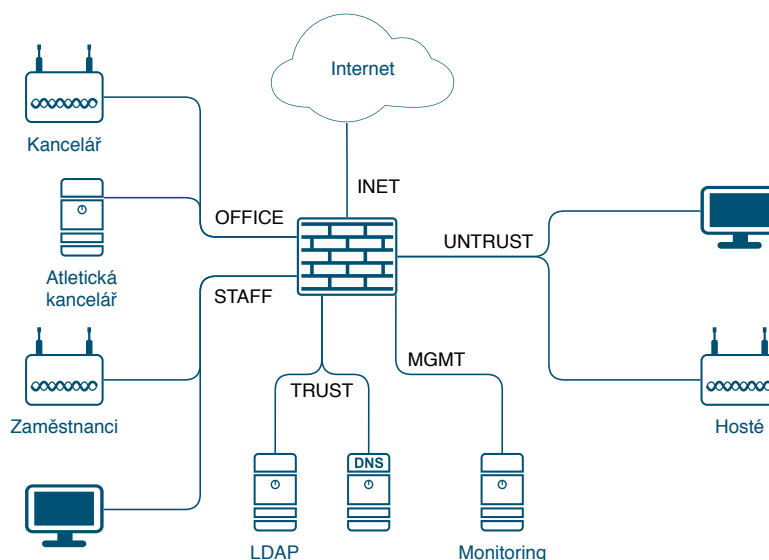 Internet
Kancelář
INET
OFFICE
UNTRUST
Atletická
kancelář
STAFF
MGMT
TRUST
Zaměstnanci
Hosté
DNS
LDAP
Monitoring